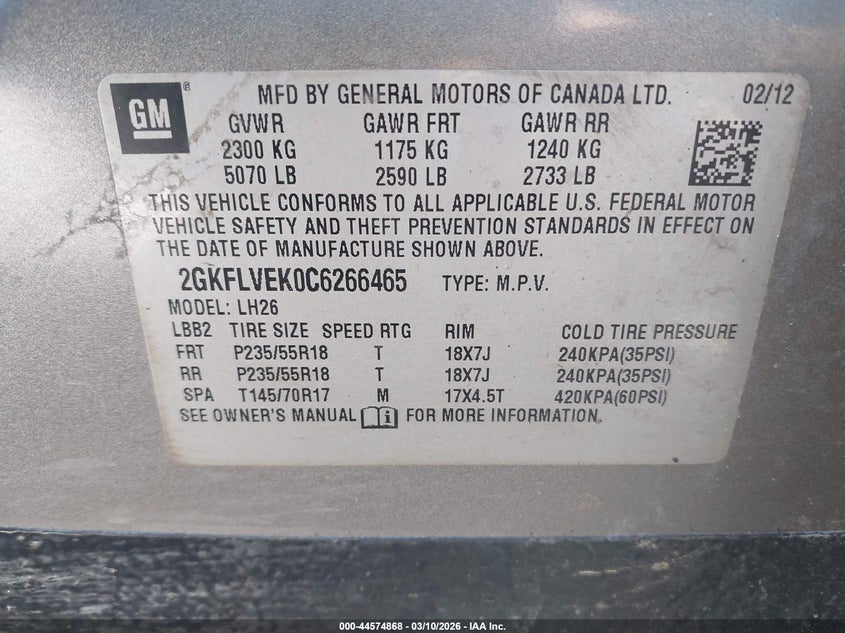 GM ® MFD BY GENERAL MOTORS OF CANADA LTD. 02/12
GVWR GAWR FRT GAWR RR
2300 KG 1175 KG 1240 KG
5070 LB 2590 LB 2733 LB
THIS VEHICLE CONFORMS TO ALL APPLICABLE U.S. FEDERAL MOTOR
VEHICLE SAFETY AND THEFT PREVENTION STANDARDS IN EFFECT ON
THE DATE OF MANUFACTURE SHOWN ABOVE.
2GKFLVEK0C6266465 TYPE: M.P.V.
MODEL: LH26
LBB2 TIRE SIZE SPEED RTG RIM COLD TIRE PRESSURE
FRT P235/55R18 T 18X7J 240KPA(35PSI)
RR P235/55R18 T 18X7J 240KPA(35PSI)
SPA T145/70R17 M 17X4.5T 420KPA(60PSI)
SEE OWNER'S MANUAL i FOR MORE INFORMATION.
000-44574868 - 03/10/2026 - IAA Inc.